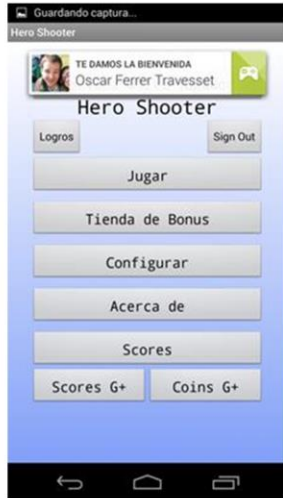 Guardando captura...
Hero Shooter
TE DAMOS LA BIENVENIDA
Oscar Ferrer Travesset
Hero Shooter
Logros
Sign Out
Jugar
Tienda de Bonus
Configurar
Acerca de
Scores
Scores G+
Coins G+